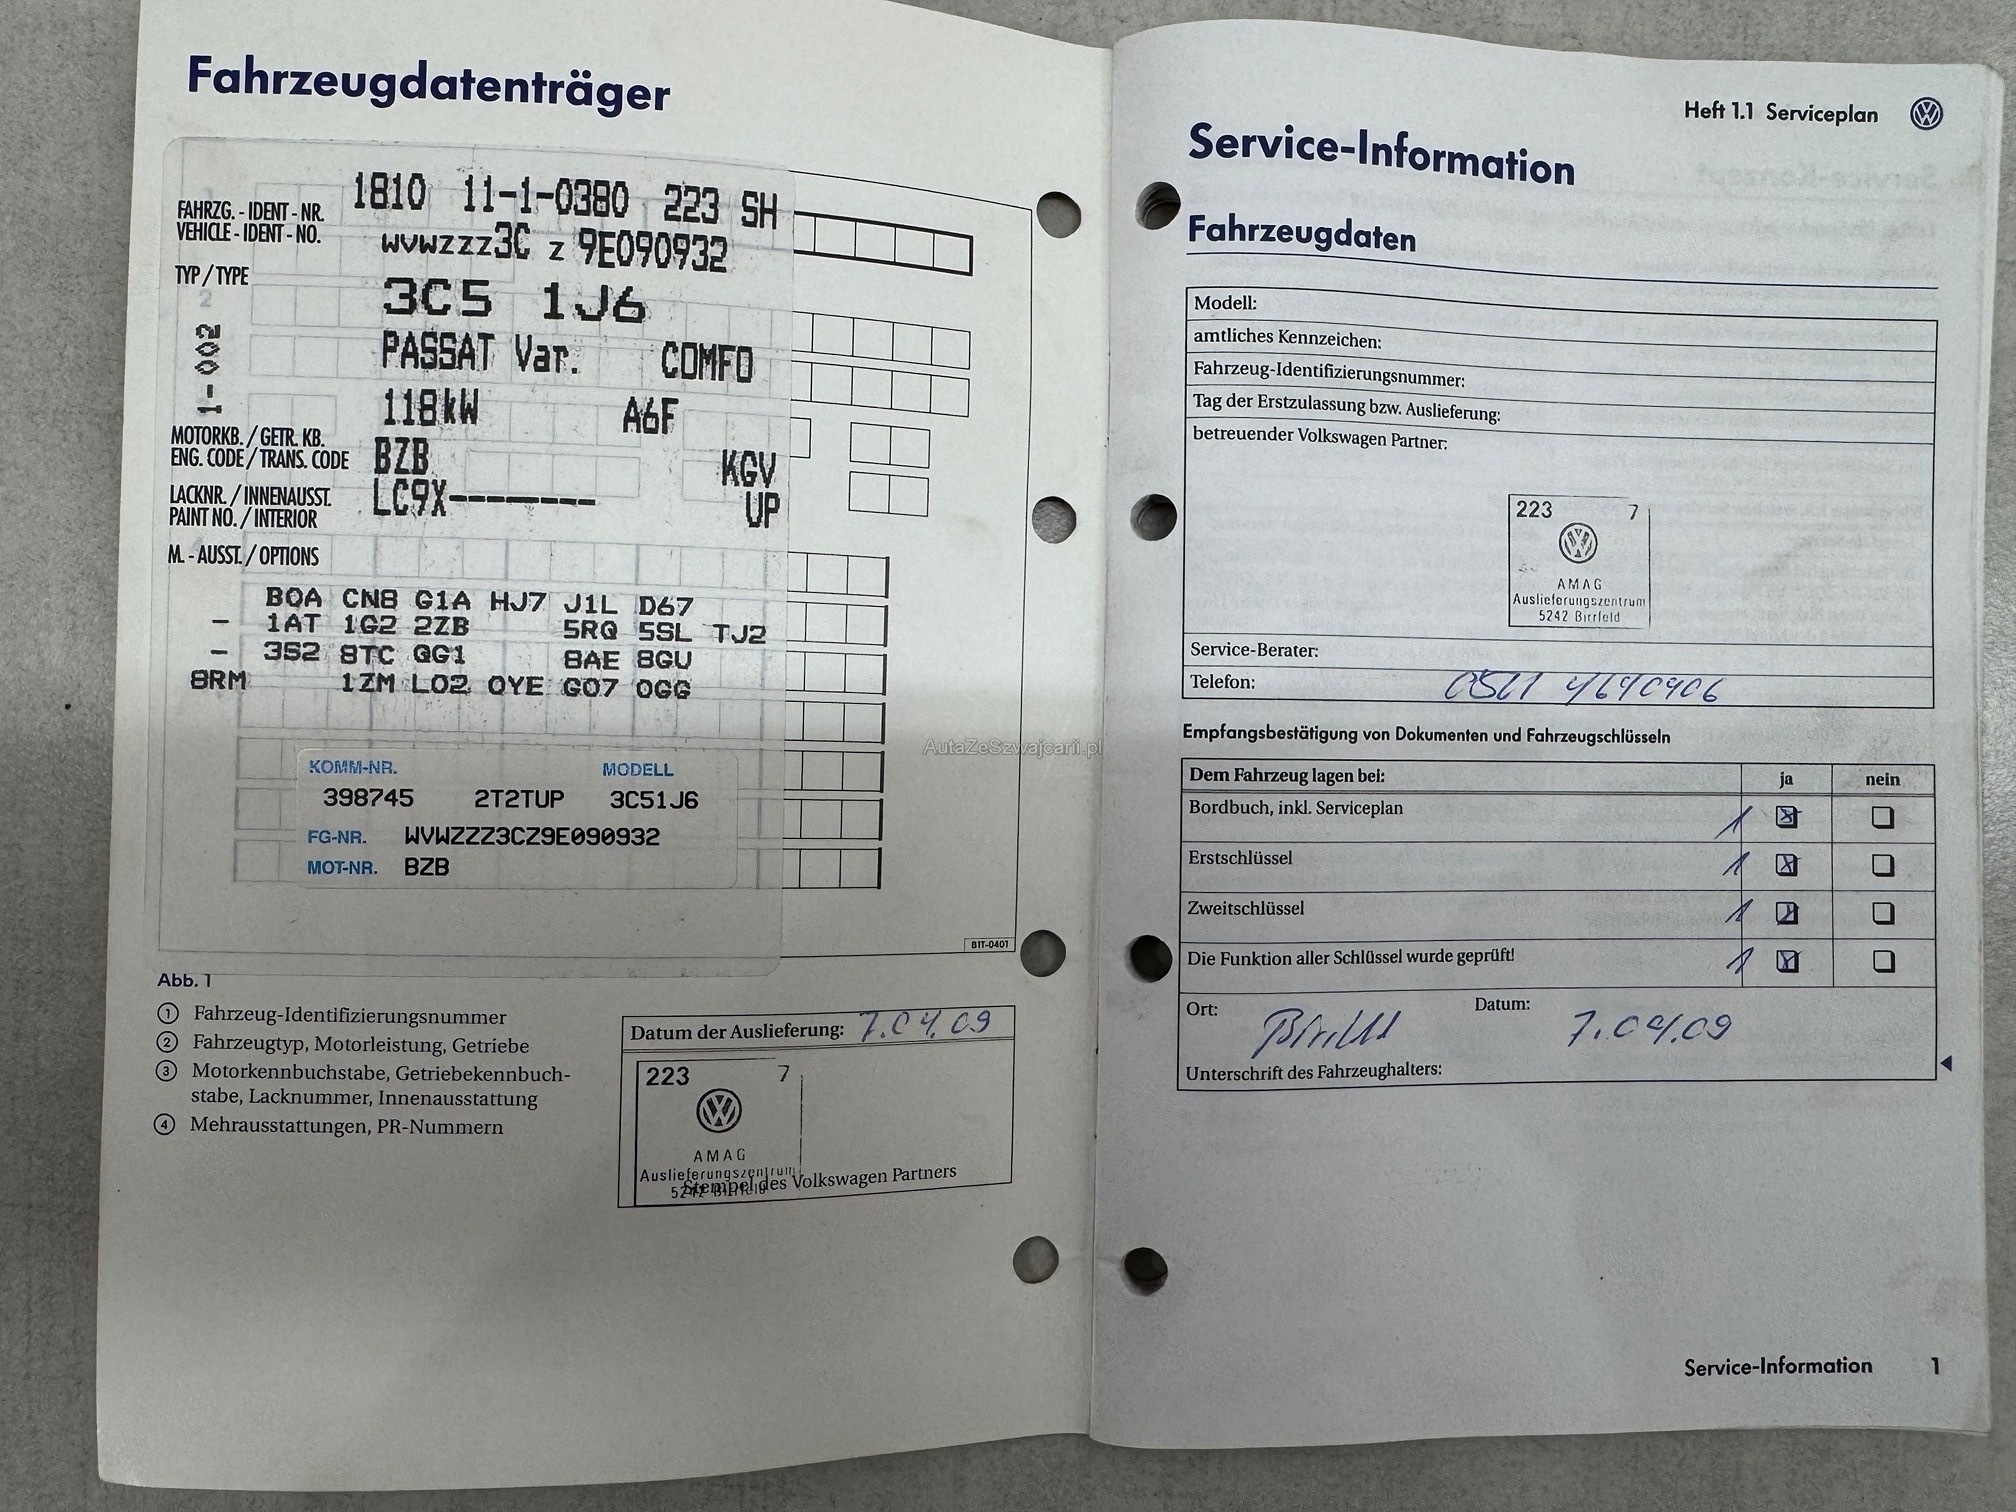 Fahrzeugdatenträger
1810 11-1-0380 223 SH
FAHRZG. - IDENT - NR.
VEHICLE - IDENT - NO.
WVWZZZ3C Z 9E090932
TYP / TYPE
2
3C5 1J6
1-002
PASSAT Var. COMFO
118kW A6F
MOTORKB. / GETR. KB.
ENG. CODE / TRANS. CODE
BZB KGV
LACKNR. / INNENAUSST.
PAINT NO. / INTERIOR
LC9X-------- UP
M. - AUSST. / OPTIONS
B0A CN8 G1A HJ7 J1L D67
- 1AT 1G2 2ZB 5RQ 5SL TJ2
- 3S2 8TC QG1 8AE 8GU
8RM 1ZM L02 0YE G07 0GG
KOMM-NR. MODELL
398745 2T2TUP 3C51J6
FG-NR. WVWZZZ3CZ9E090932
MOT-NR. BZB
B1T-0401
Abb. 1
1 Fahrzeug-Identifizierungsnummer
2 Fahrzeugtyp, Motorleistung, Getriebe
3 Motorkennbuchstabe, Getriebekennbuch-
stabe, Lacknummer, Innenausstattung
4 Mehrausstattungen, PR-Nummern
Datum der Auslieferung: 7.04.09
223 7
AMAG
Auslieferungszentrum
5242 Birrfeld
Stempel des Volkswagen Partners
AutaZeSzwajcarii.pl
Heft 1.1 Serviceplan
Service-Information
Fahrzeugdaten
Modell:
amtliches Kennzeichen:
Fahrzeug-Identifizierungsnummer:
Tag der Erstzulassung bzw. Auslieferung:
betreuender Volkswagen Partner:
223 7
AMAG
Auslieferungszentrum
5242 Birrfeld
Service-Berater:
Telefon:
Empfangsbestätigung von Dokumenten und Fahrzeugschlüsseln
Dem Fahrzeug lagen bei: ja nein
Bordbuch, inkl. Serviceplan 1
Erstschlüssel 1
Zweitschlüssel 1
Die Funktion aller Schlüssel wurde geprüft! 1
Ort: Birrfeld Datum: 7.04.09
Unterschrift des Fahrzeughalters:
Service-Information 1